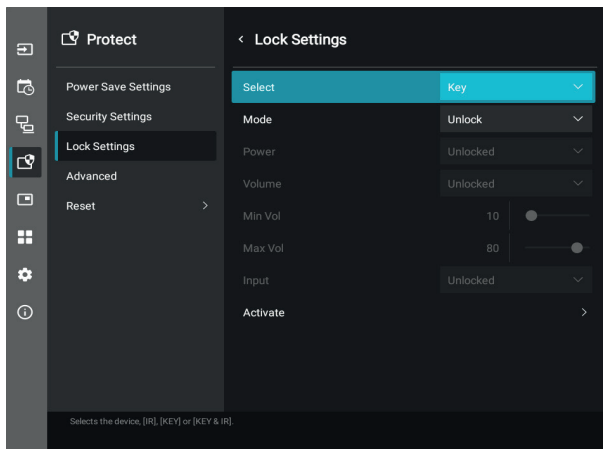 Protect
Power Save Settings
Security Settings
Lock Settings
Advanced
Reset
Lock Settings
Select Key
Mode Unlock
Power Unlocked
Volume Unlocked
Min Vol 10
Max Vol 80
Input Unlocked
Activate
Selects the device, [IR], [KEY] or [KEY & IR].